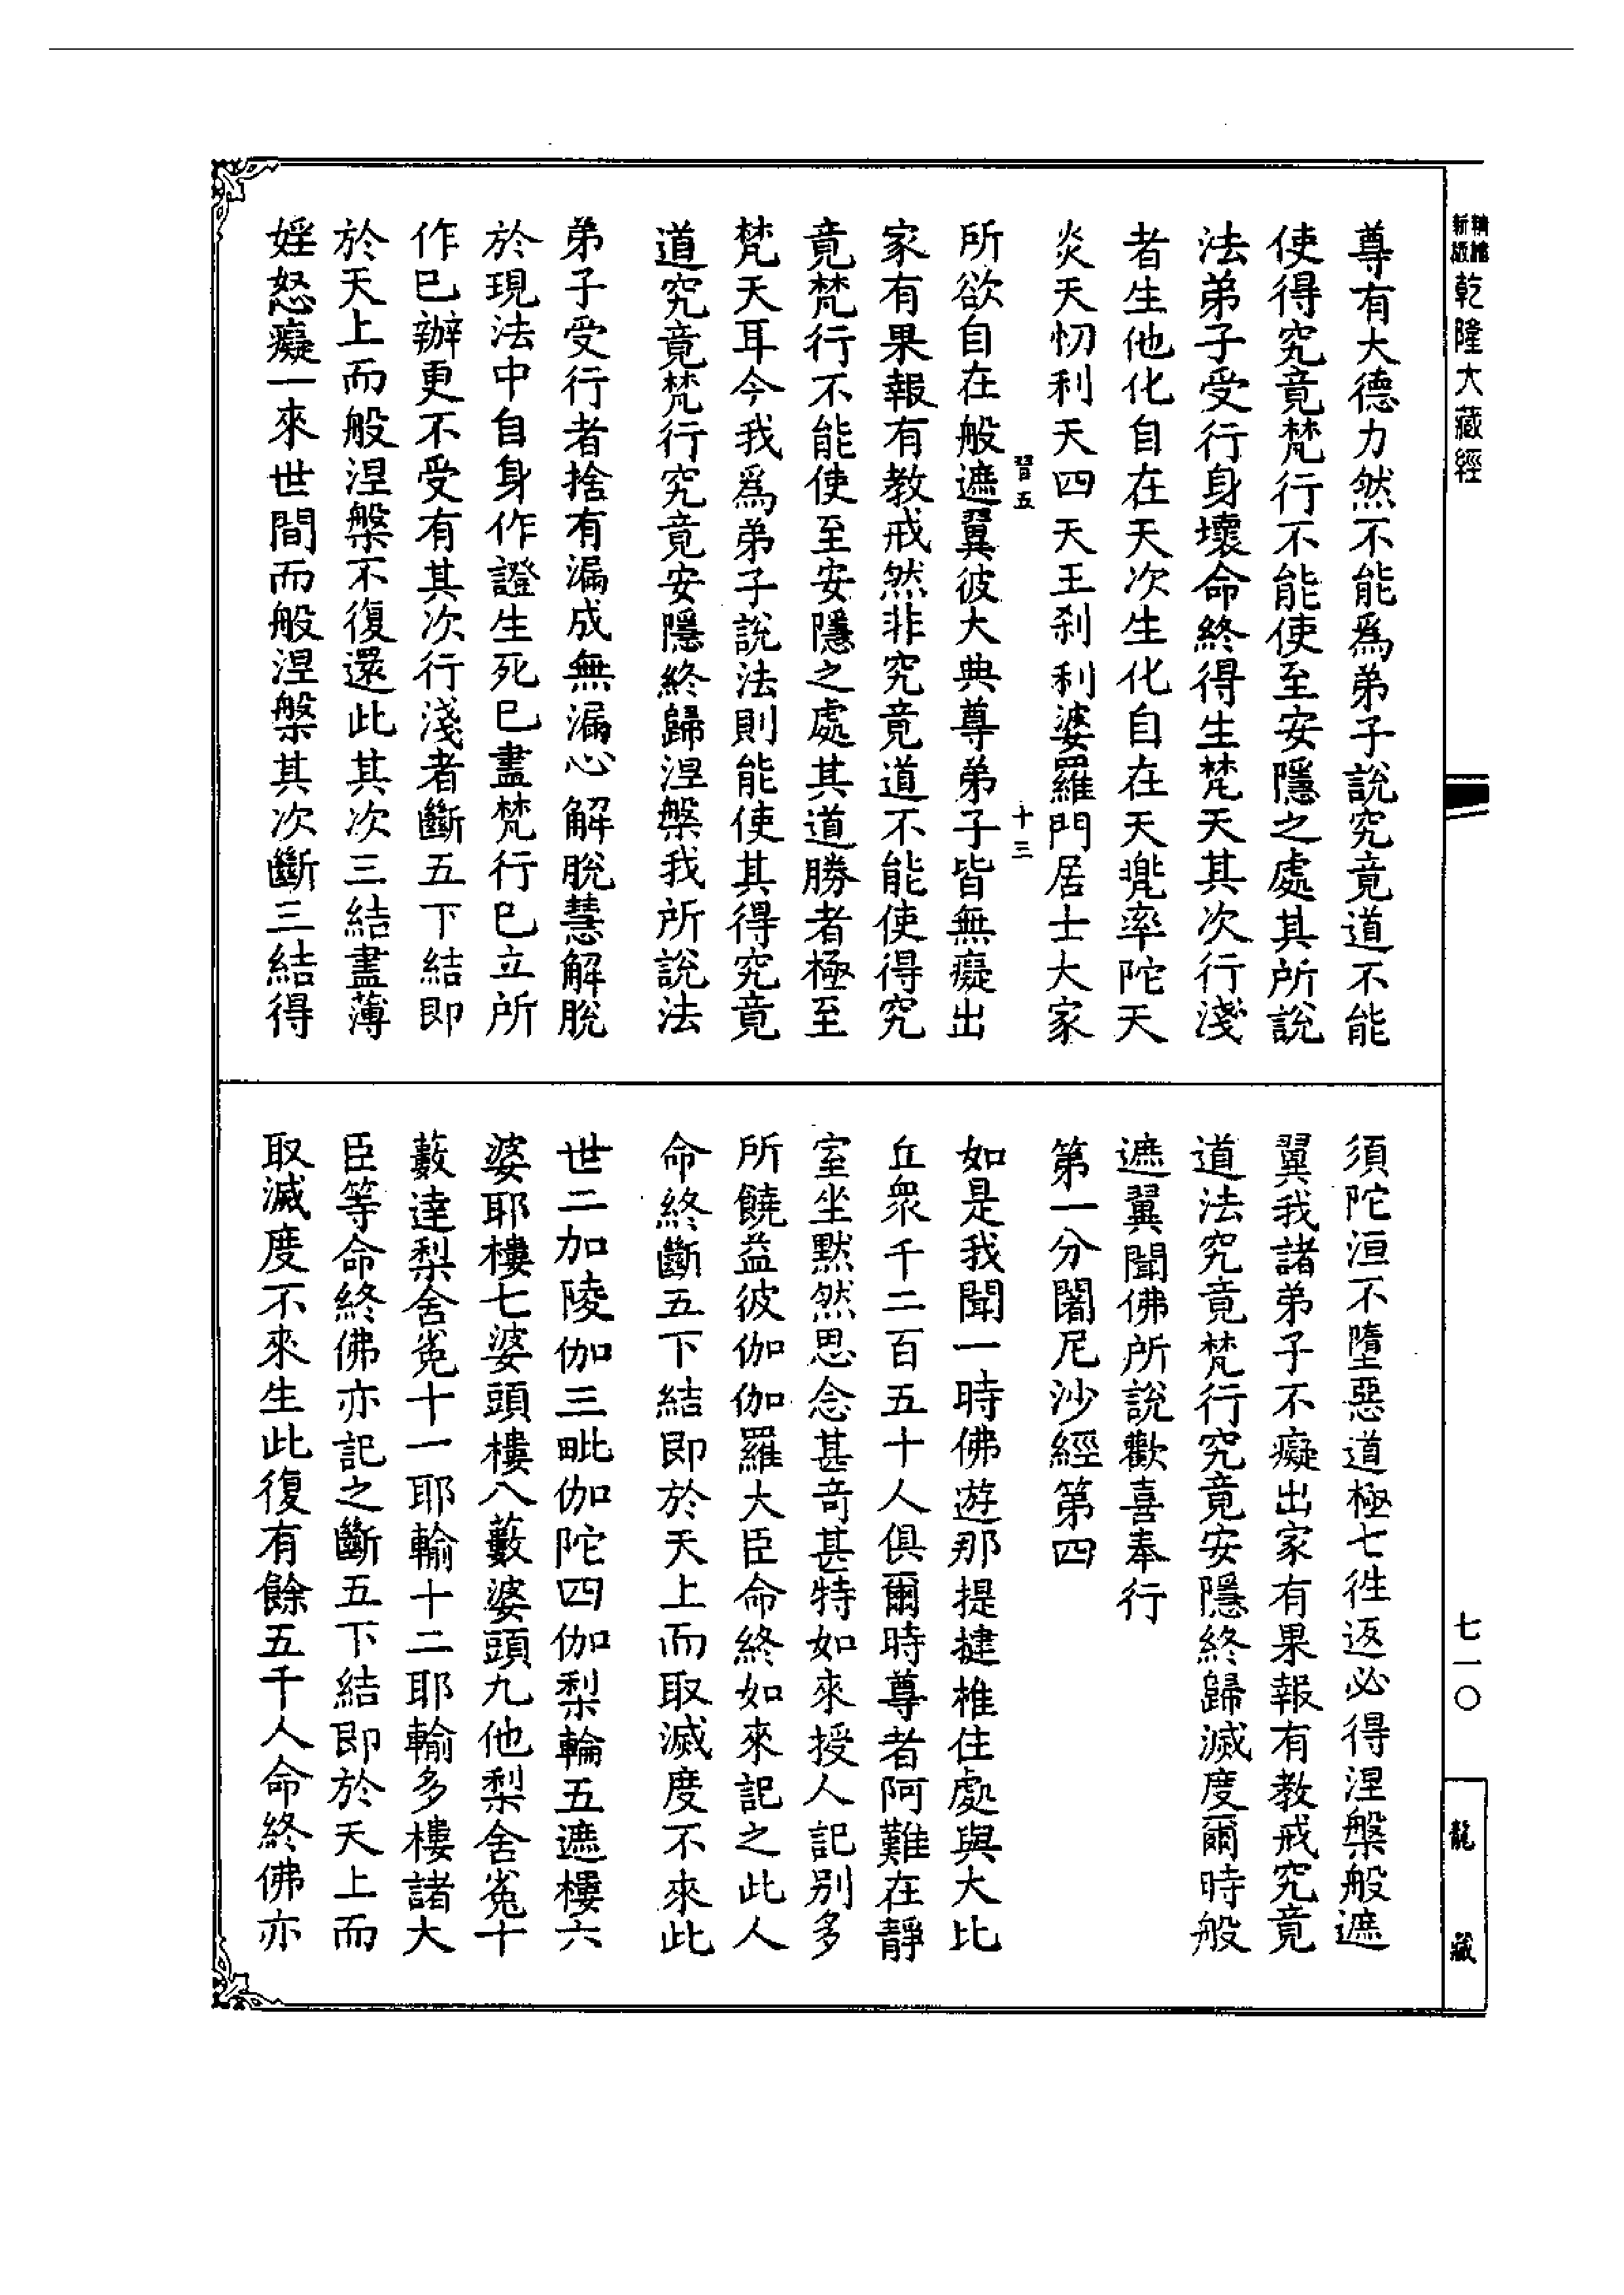 新版
乾隆大藏經
七一〇
龍藏
尊有大德力然不能爲弟子說究竟道不能
使得究竟梵行不能使至安隱之處其所說
法弟子受行身壞命終得生梵天其次行淺
者生他化自在天次生化自在天兠率陀天
炎天忉利天四天王刹利婆羅門居士大家
習五
十三
所欲自在般遮翼彼大典尊弟子皆無癡出
家有果報有教戒然非究竟道不能使得究
竟梵行不能使至安隱之處其道勝者極至
梵天耳今我爲弟子說法則能使其得究竟
道究竟梵行究竟安隱終歸涅槃我所說法
弟子受行者捨有漏成無漏心解脫慧解脫
於現法中自身作證生死已盡梵行已立所
作已辦更不受有其次行淺者斷五下結即
於天上而般涅槃不復還此其次三結盡薄
婬怒癡一來世間而般涅槃其次斷三結得
須陀洹不墮惡道極七徃返必得涅槃般遮
翼我諸弟子不癡出家有果報有教戒究竟
道法究竟梵行究竟安隱終歸滅度爾時般
遮翼聞佛所說歡喜奉行
第一分闍尼沙經第四
如是我聞一時佛遊那提揵椎住處與大比
丘衆千二百五十人俱爾時尊者阿難在靜
室坐默然思念甚竒甚特如來授人記別多
所饒益彼伽伽羅大臣命終如來記之此人
命終斷五下結即於天上而取滅度不來此
世二加陵伽三毗伽陀四伽梨輪五遮樓六
婆耶樓七婆頭樓八藪婆頭九他梨舍㝹十
藪達梨舍㝹十一耶輸十二耶輸多樓諸大
臣等命終佛亦記之斷五下結即於天上而
取滅度不來生此復有餘五千人命終佛亦